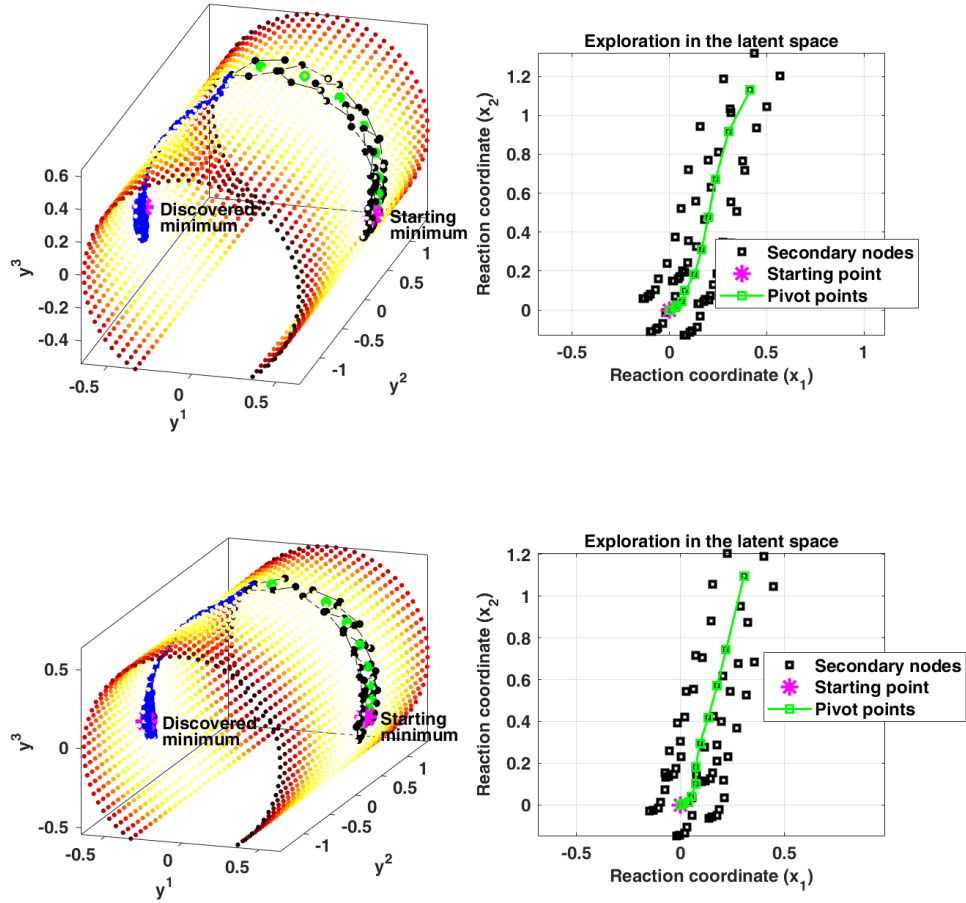 0.6
0.4
0.2
0
-0.2
-0.4
y3
-0.5
0
0.5
y1
-1
-0.5
0
0.5
1
y2
Discovered
minimum
Starting
minimum
Exploration in the latent space
1.2
1
0.8
0.6
0.4
0.2
0
Reaction coordinate (x2)
-0.5
0
0.5
1
Reaction coordinate (x1)
Secondary nodes
Starting point
Pivot points
0.5
0
-0.5
y3
-0.5
0
0.5
y1
-1
-0.5
0
0.5
1
y2
Discovered
minimum
Starting
minimum
Exploration in the latent space
1.2
1
0.8
0.6
0.4
0.2
0
Reaction coordinate (x2)
-0.5
0
0.5
Reaction coordinate (x1)
Secondary nodes
Starting point
Pivot points